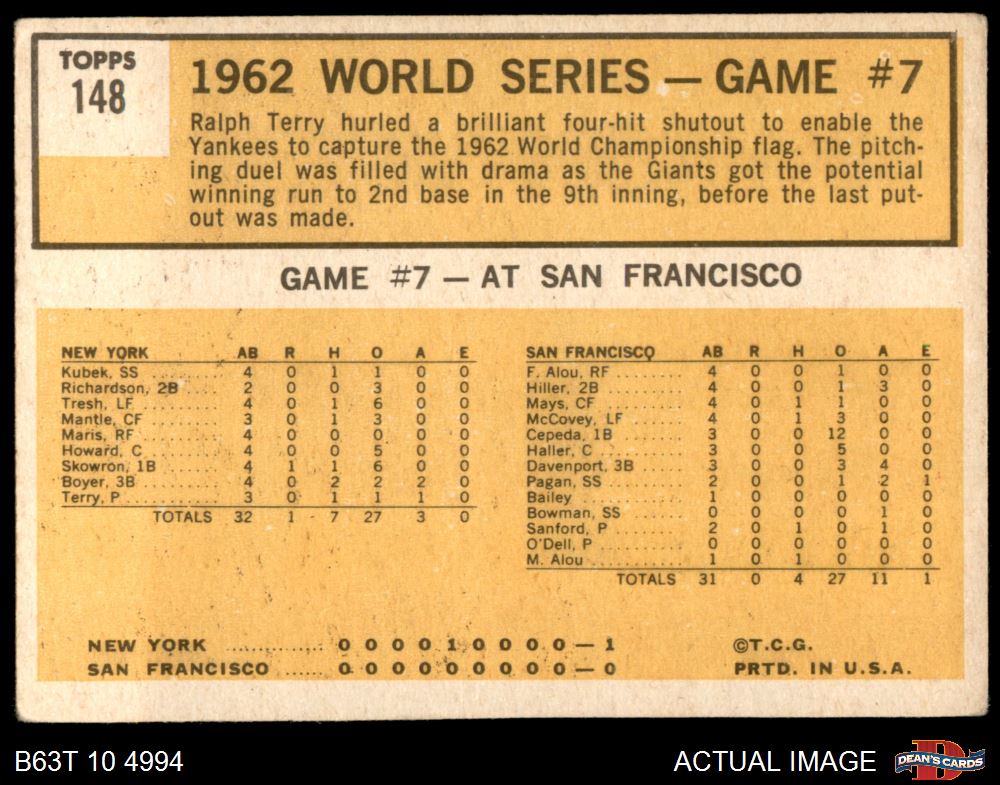 TOPPS
148
1962 WORLD SERIES — GAME #7
Ralph Terry hurled a brilliant four-hit shutout to enable the
Yankees to capture the 1962 World Championship flag. The pitch-
ing duel was filled with drama as the Giants got the potential
winning run to 2nd base in the 9th inning, before the last put-
out was made.
GAME #7 — AT SAN FRANCISCO
NEW YORK AB R H O A E
Kubek, SS 4 0 1 1 0 0
Richardson, 2B 2 0 0 3 0 0
Tresh, LF 4 0 1 6 0 0
Mantle, CF 3 0 1 3 0 0
Maris, RF 4 0 0 0 0 0
Howard, C 4 0 0 5 0 0
Skowron, 1B 4 1 1 6 0 0
Boyer, 3B 4 0 2 2 2 0
Terry, P 3 0 1 1 1 0
TOTALS 32 1 7 27 3 0
SAN FRANCISCO AB R H O A E
F. Alou, RF 4 0 0 1 0 0
Hiller, 2B 4 0 0 1 3 0
Mays, CF 4 0 1 1 0 0
McCovey, LF 4 0 1 3 0 0
Cepeda, 1B 3 0 0 12 0 0
Haller, C 3 0 0 5 0 0
Davenport, 3B 3 0 0 3 4 0
Pagan, SS 2 0 0 1 2 1
Bailey 1 0 0 0 0 0
Bowman, SS 0 0 0 0 1 0
Sanford, P 2 0 1 0 1 0
O'Dell, P 0 0 0 0 0 0
M. Alou 1 0 1 0 0 0
TOTALS 31 0 4 27 11 1
NEW YORK 0 0 0 0 1 0 0 0 0 — 1
SAN FRANCISCO 0 0 0 0 0 0 0 0 0 — 0
©T.C.G.
PRTD. IN U.S.A.
B63T 10 4994
ACTUAL IMAGE
D
DEAN'S CARDS